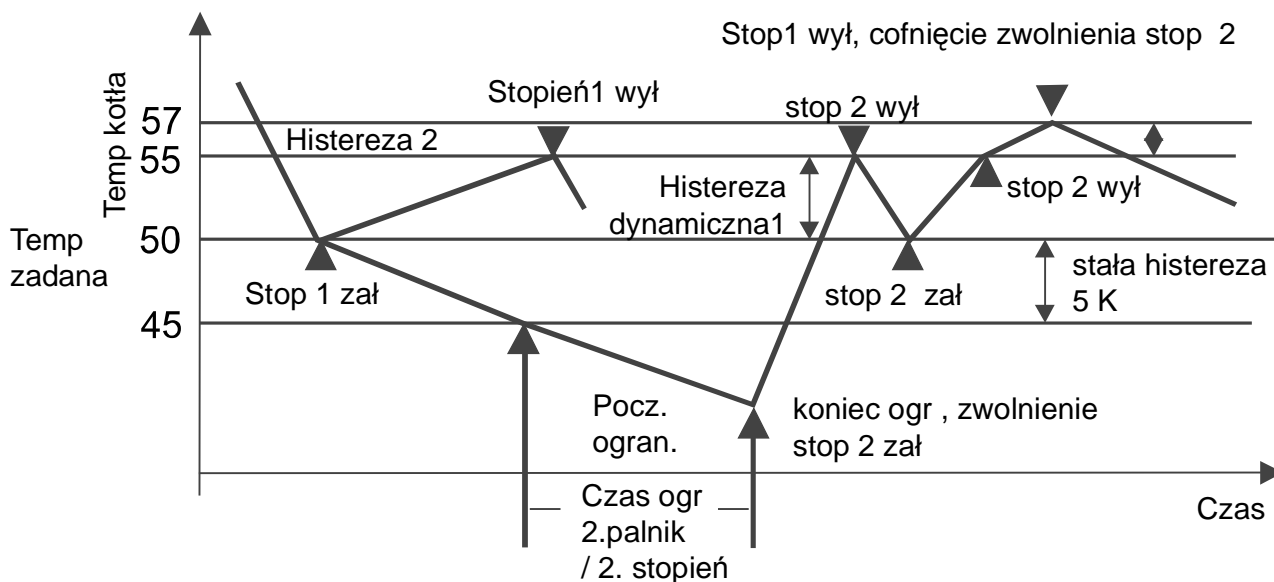 Stop1 wył, cofnięcie zwolnienia stop 2
Temp kotła
Stopień1 wył
stop 2 wył
57
Histereza 2
55
Histereza
dynamiczna1
stop 2 wył
Temp
zadana
50
Stop 1 zał
stop 2 zał
stała histereza
5 K
45
Pocz.
ogran.
koniec ogr , zwolnienie
stop 2 zał
Czas ogr
2.palnik
/ 2. stopień
Czas